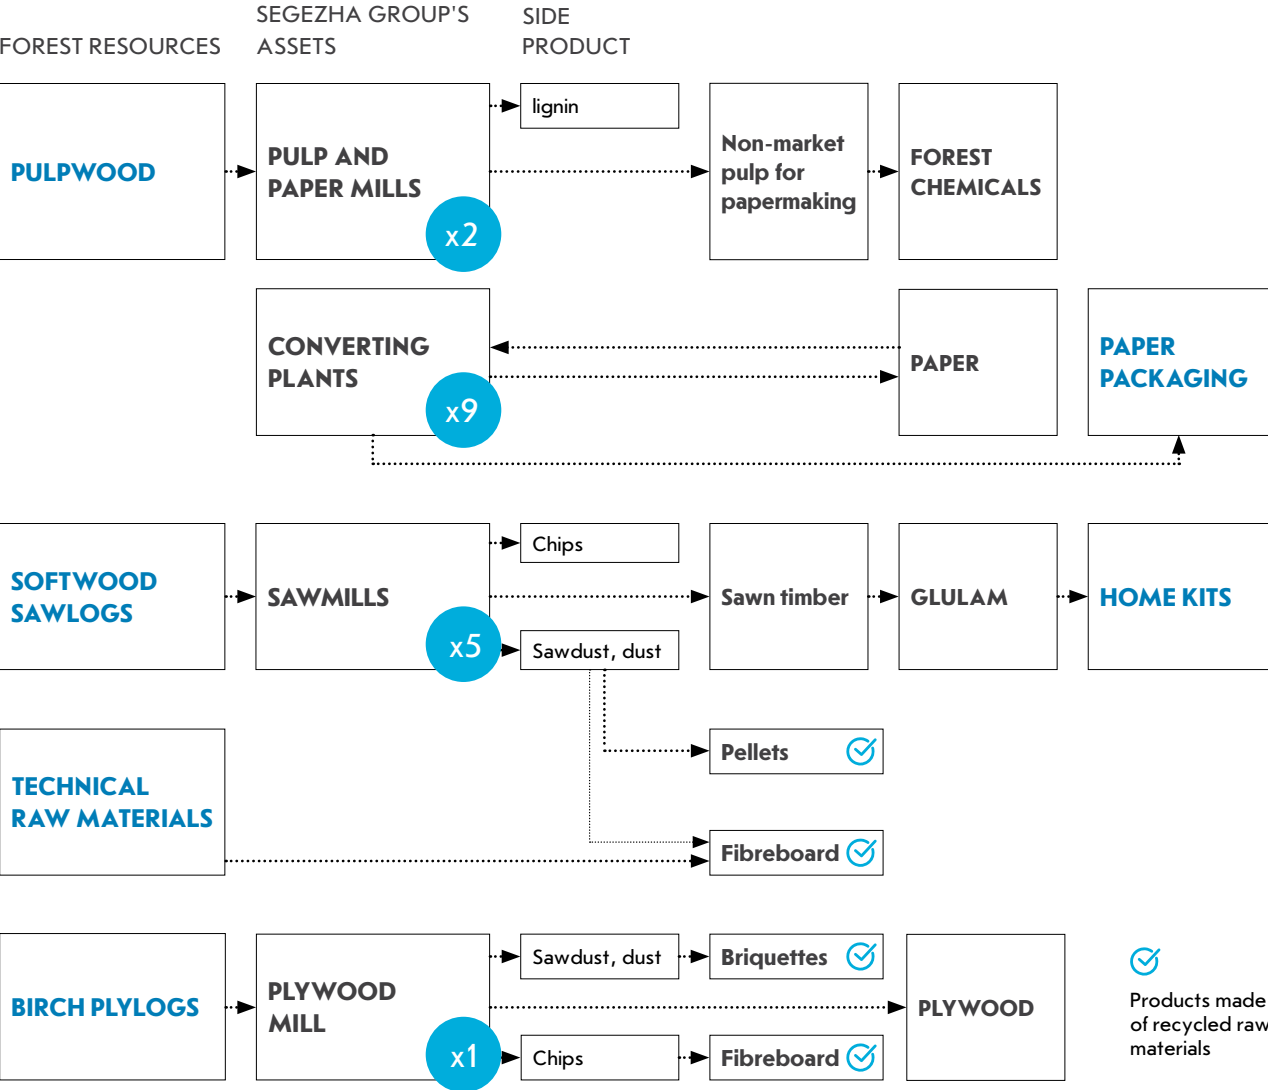 FOREST RESOURCES
SEGEZHA GROUP'S
ASSETS
SIDE
PRODUCT
PULPWOOD
PULP AND
PAPER MILLS
x2
lignin
Non-market
pulp for
papermaking
FOREST
CHEMICALS
CONVERTING
PLANTS
x9
PAPER
PAPER
PACKAGING
SOFTWOOD
SAWLOGS
SAWMILLS
x5
Chips
Sawdust, dust
Sawn timber
GLULAM
HOME KITS
Pellets
TECHNICAL
RAW MATERIALS
Fibreboard
BIRCH PLYLOGS
PLYWOOD
MILL
x1
Sawdust, dust
Briquettes
Chips
Fibreboard
PLYWOOD
Products made
of recycled raw
materials